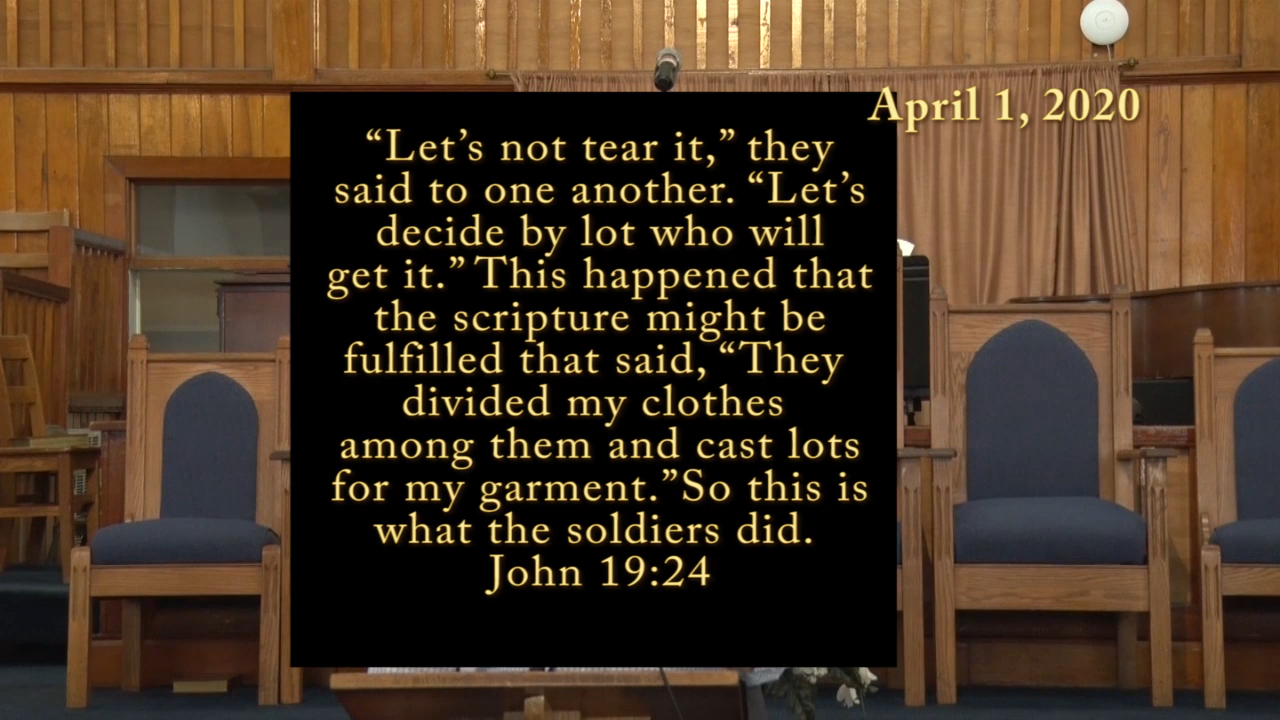 April 1, 2020
“Let’s not tear it,” they
said to one another. “Let’s
decide by lot who will
get it.” This happened that
the scripture might be
fulfilled that said, “They
divided my clothes
among them and cast lots
for my garment.”So this is
what the soldiers did.
John 19:24